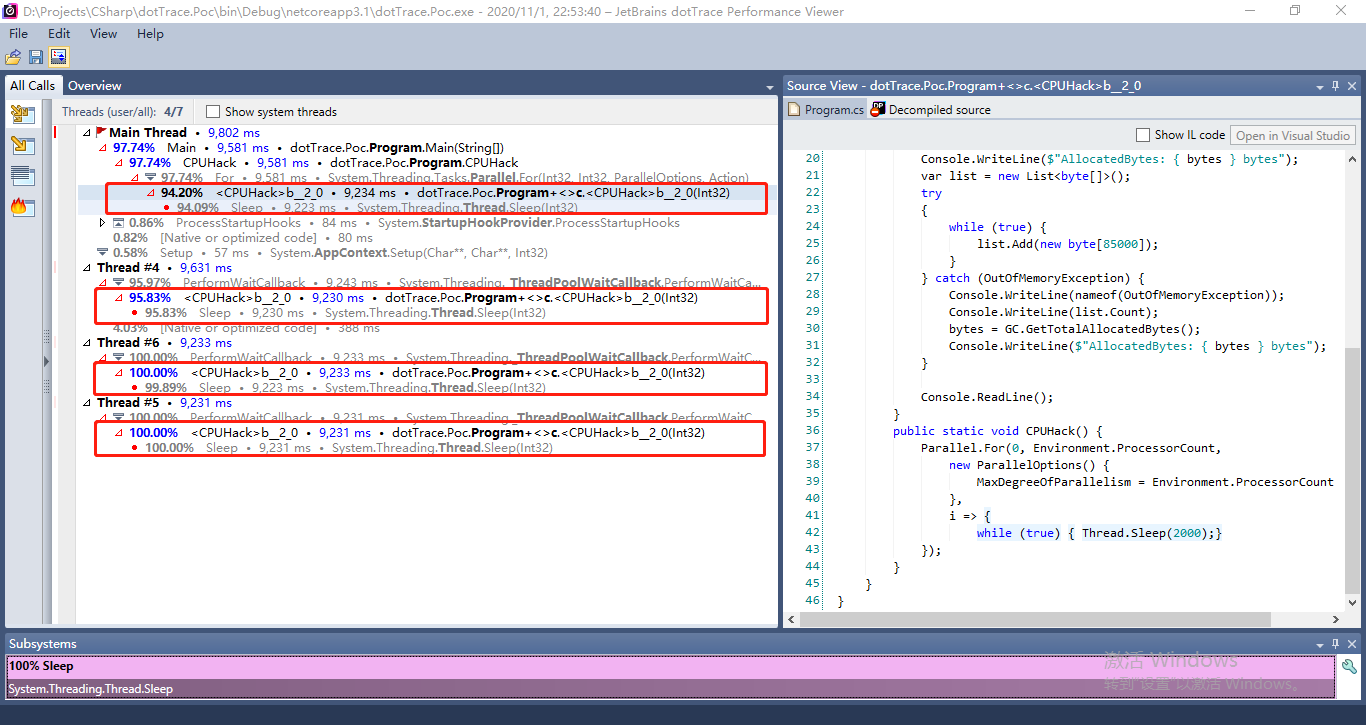 D:\Projects\CSharp\dotTrace.Poc\bin\Debug\netcoreapp3.1\dotTrace.Poc.exe - 2020/11/1, 22:53:40 – JetBrains dotTrace Performance Viewer
File Edit View Help
All Calls Overview
Threads (user/all): 4/7 Show system threads
Main Thread • 9,802 ms
97.74% Main • 9,581 ms • dotTrace.Poc.Program.Main(String[])
97.74% CPUHack • 9,581 ms • dotTrace.Poc.Program.CPUHack
97.74% For • 9,581 ms • System.Threading.Tasks.Parallel.For(Int32, Int32, ParallelOptions, Action)
94.20% <CPUHack>b__2_0 • 9,234 ms • dotTrace.Poc.Program+<>c.<CPUHack>b__2_0(Int32)
94.09% Sleep • 9,223 ms • System.Threading.Thread.Sleep(Int32)
0.86% ProcessStartupHooks • 84 ms • System.StartupHookProvider.ProcessStartupHooks
0.82% [Native or optimized code] • 80 ms
0.58% Setup • 57 ms • System.AppContext.Setup(Char**, Char**, Int32)
Thread #4 • 9,631 ms
95.97% PerformWaitCallback • 9,243 ms • System.Threading._ThreadPoolWaitCallback.PerformWaitCa...
95.83% <CPUHack>b__2_0 • 9,230 ms • dotTrace.Poc.Program+<>c.<CPUHack>b__2_0(Int32)
95.83% Sleep • 9,230 ms • System.Threading.Thread.Sleep(Int32)
4.03% [Native or optimized code] • 388 ms
Thread #6 • 9,233 ms
100.00% PerformWaitCallback • 9,233 ms • System.Threading._ThreadPoolWaitCallback.PerformWaitC...
100.00% <CPUHack>b__2_0 • 9,233 ms • dotTrace.Poc.Program+<>c.<CPUHack>b__2_0(Int32)
99.89% Sleep • 9,223 ms • System.Threading.Thread.Sleep(Int32)
Thread #5 • 9,231 ms
100.00% PerformWaitCallback • 9,231 ms • System.Threading._ThreadPoolWaitCallback.PerformWaitC...
100.00% <CPUHack>b__2_0 • 9,231 ms • dotTrace.Poc.Program+<>c.<CPUHack>b__2_0(Int32)
100.00% Sleep • 9,231 ms • System.Threading.Thread.Sleep(Int32)
Source View - dotTrace.Poc.Program+<>c.<CPUHack>b__2_0
Program.cs Decompiled source
Show IL code Open in Visual Studio
20 Console.WriteLine($"AllocatedBytes: { bytes } bytes");
21 var list = new List<byte[]>();
22 try
23 {
24 while (true) {
25 list.Add(new byte[85000]);
26 }
27 } catch (OutOfMemoryException) {
28 Console.WriteLine(nameof(OutOfMemoryException));
29 Console.WriteLine(list.Count);
30 bytes = GC.GetTotalAllocatedBytes();
31 Console.WriteLine($"AllocatedBytes: { bytes } bytes");
32 }
33
34 Console.ReadLine();
35 }
36 public static void CPUHack() {
37 Parallel.For(0, Environment.ProcessorCount,
38 new ParallelOptions() {
39 MaxDegreeOfParallelism = Environment.ProcessorCount
40 },
41 i => {
42 while (true) { Thread.Sleep(2000);}
43 });
44 }
45 }
46 }
Subsystems
100% Sleep
System.Threading.Thread.Sleep
激活 Windows
转到"设置"以激活 Windows。